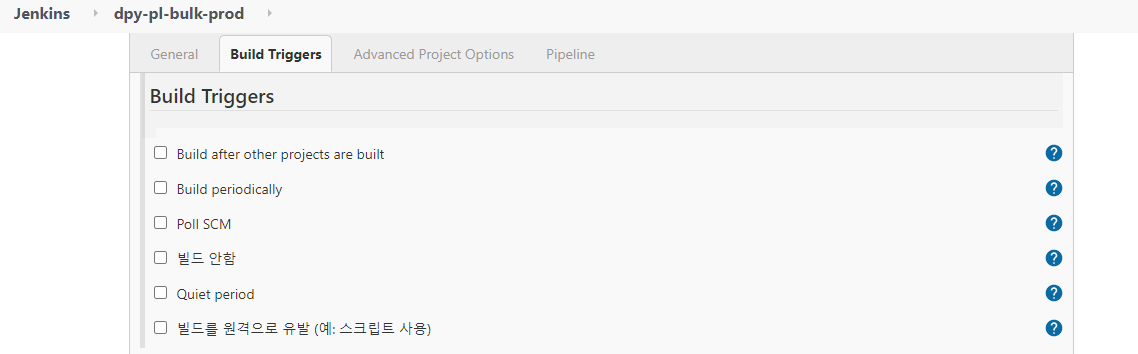 Jenkins dpy-pl-bulk-prod
General Build Triggers Advanced Project Options Pipeline
Build Triggers
Build after other projects are built
Build periodically
Poll SCM
빌드 안함
Quiet period
빌드를 원격으로 유발 (예: 스크립트 사용)